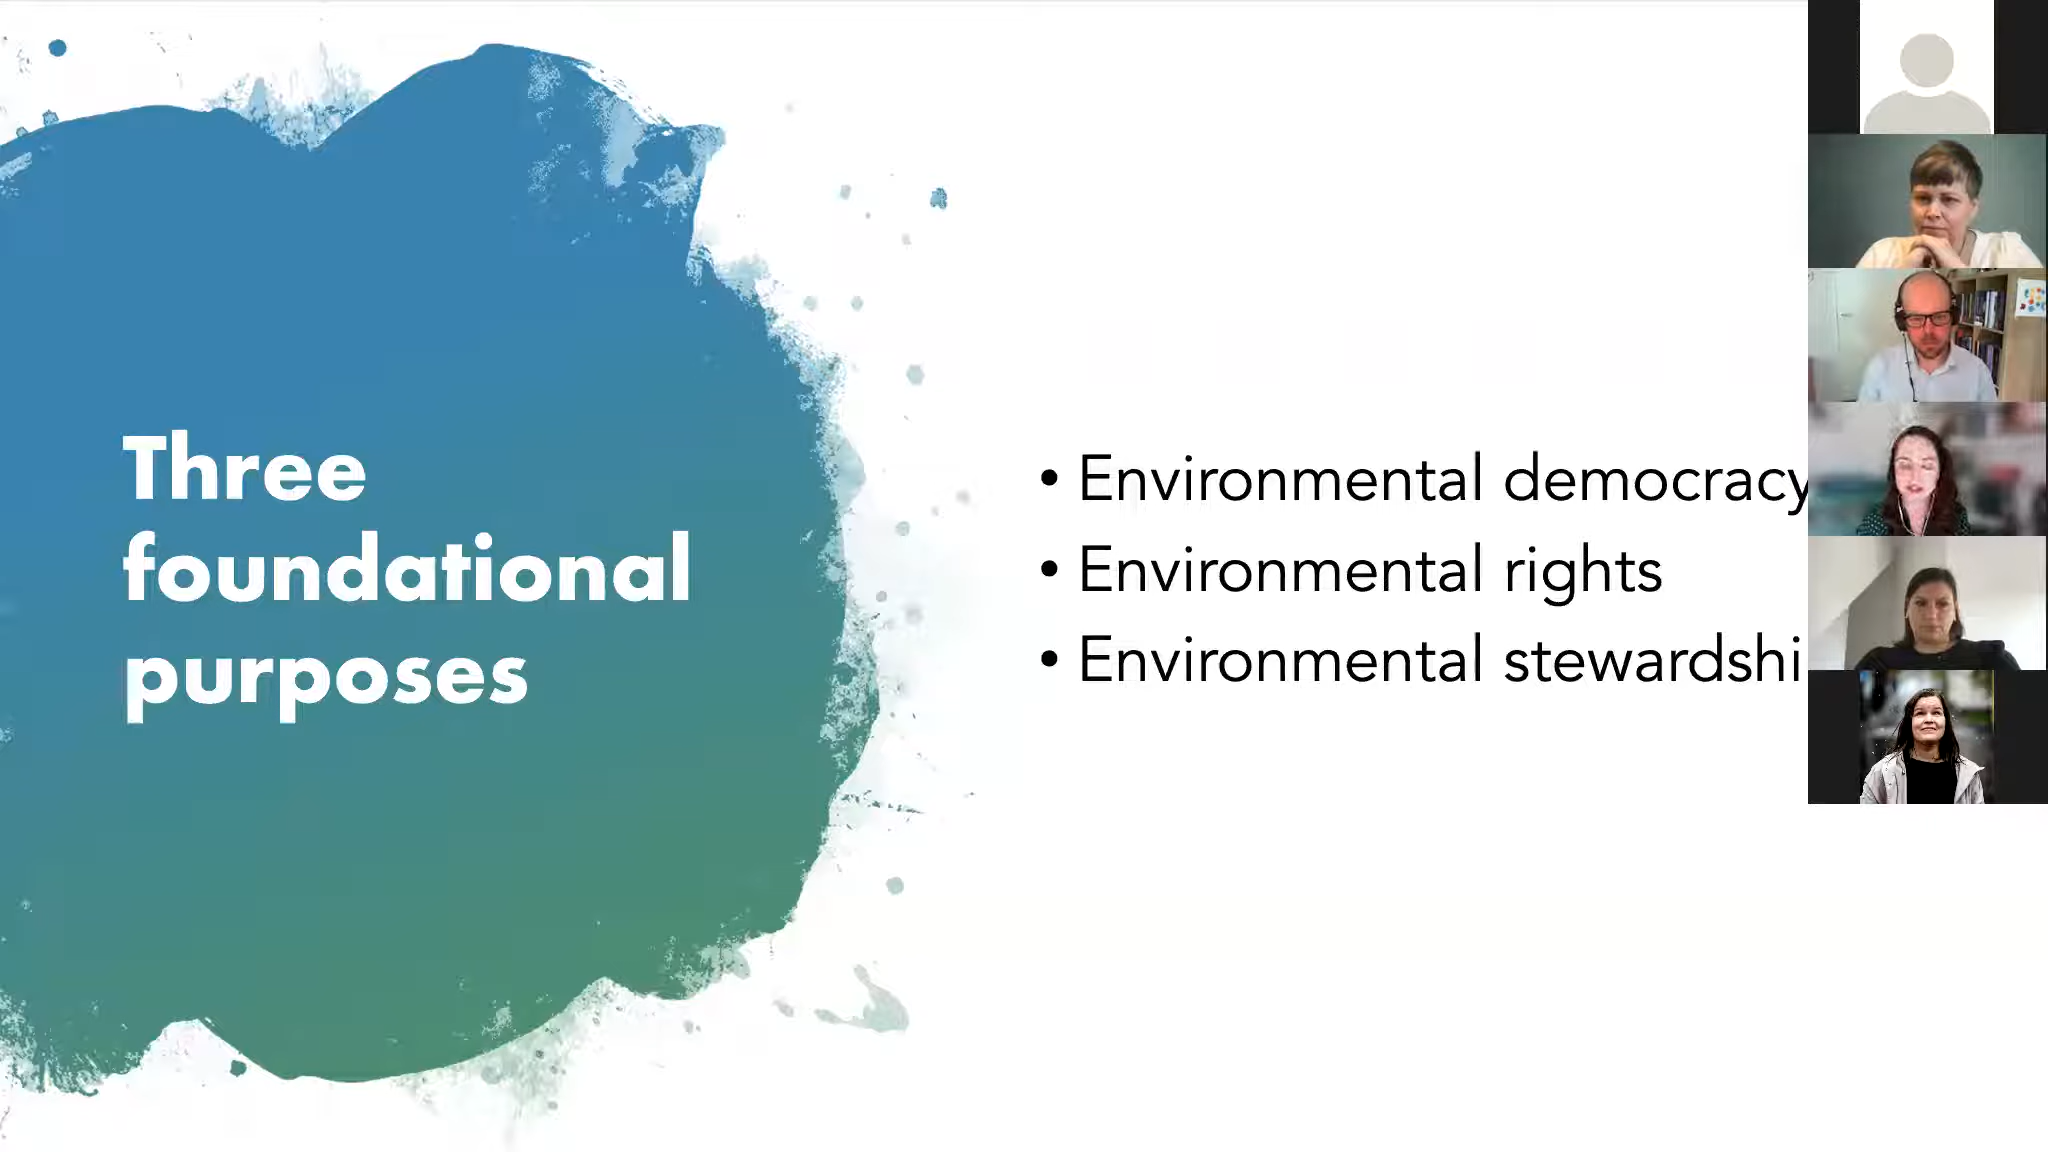 Three
foundational
purposes
• Environmental democracy
• Environmental rights
• Environmental stewardshi